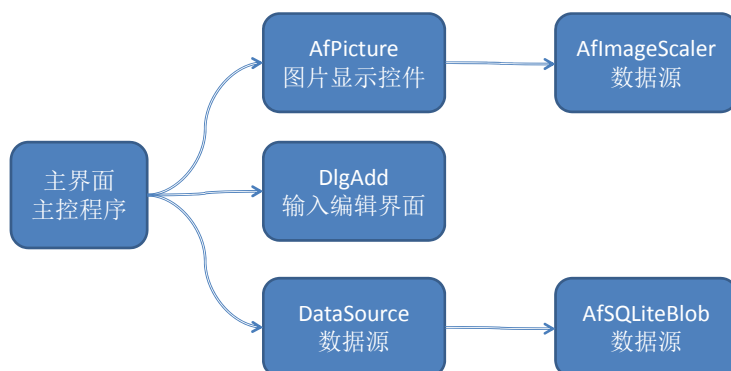 AfPicture
图片显示控件
AfImageScaler
数据源
主界面
主控程序
DlgAdd
输入编辑界面
DataSource
数据源
AfSQLiteBlob
数据源